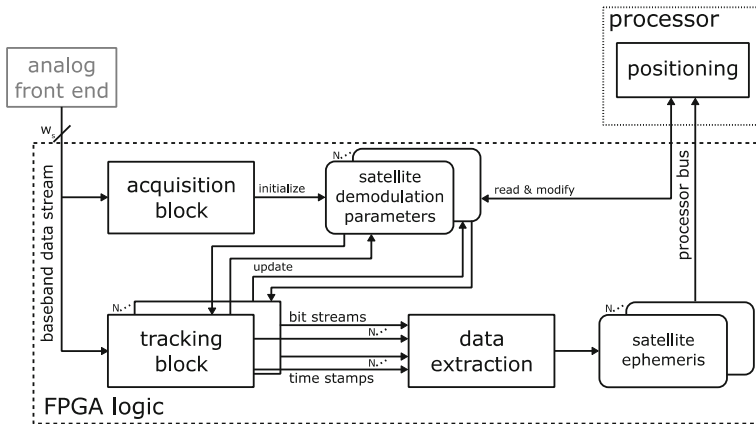 processor
positioning
analog
front end
wₛ
N⋰
acquisition
block
initialize
satellite
demodulation
parameters
read & modify
processor bus
baseband data stream
update
N⋰
tracking
block
bit streams
N⋰
N⋰
time stamps
data
extraction
N⋰
satellite
ephemeris
FPGA logic